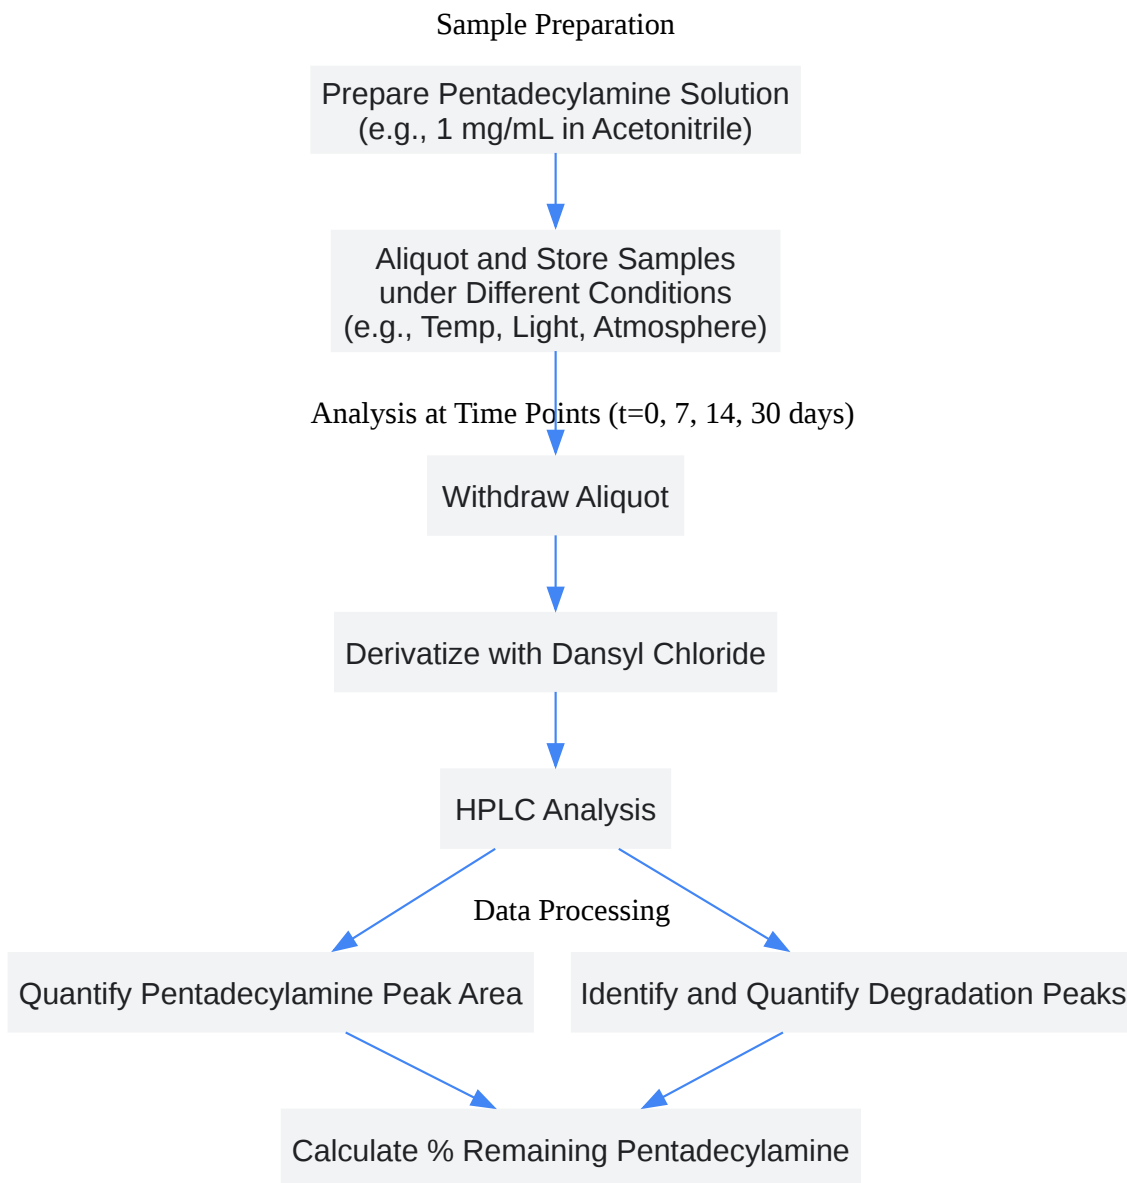 Sample Preparation
Prepare Pentadecylamine Solution
(e.g., 1 mg/mL in Acetonitrile)
Aliquot and Store Samples
under Different Conditions
(e.g., Temp, Light, Atmosphere)
Analysis at Time Points (t=0, 7, 14, 30 days)
Withdraw Aliquot
Derivatize with Dansyl Chloride
HPLC Analysis
Data Processing
Quantify Pentadecylamine Peak Area
Identify and Quantify Degradation Peaks
Calculate % Remaining Pentadecylamine